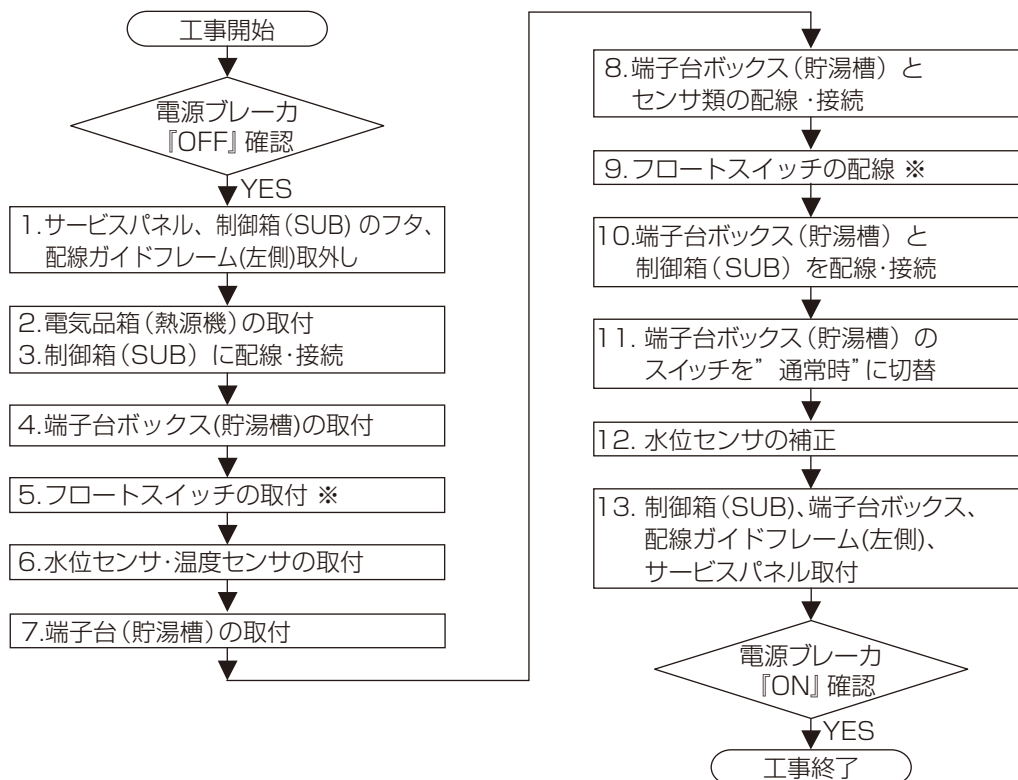 工事開始
電源ブレーカ
『OFF』確認
YES
1.サービスパネル、制御箱(SUB)のフタ、
配線ガイドフレーム(左側)取外し
2.電気品箱(熱源機)の取付
3.制御箱(SUB)に配線･接続
4.端子台ボックス(貯湯槽)の取付
5.フロートスイッチの取付 ※
6.水位センサ･温度センサの取付
7.端子台(貯湯槽)の取付
8.端子台ボックス(貯湯槽)と
センサ類の配線･接続
9.フロートスイッチの配線 ※
10.端子台ボックス(貯湯槽)と
制御箱(SUB)を配線･接続
11. 端子台ボックス(貯湯槽)の
スイッチを”通常時”に切替
12. 水位センサの補正
13. 制御箱(SUB)､端子台ボックス､
配線ガイドフレーム(左側)､
サービスパネル取付
電源ブレーカ
『ON』確認
YES
工事終了